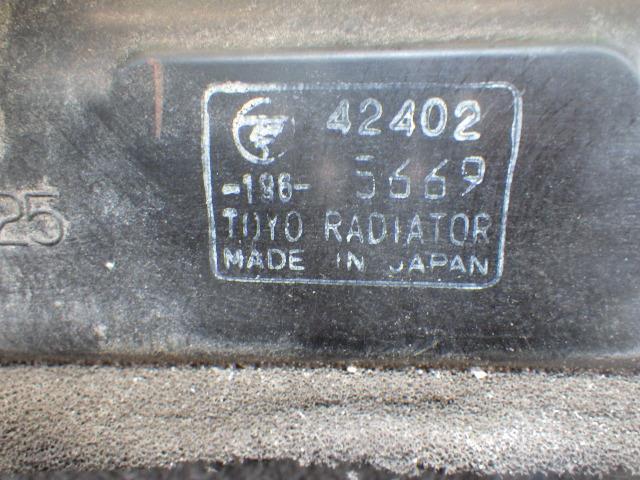 42402
-186- 5669
TOYO RADIATOR
MADE IN JAPAN
25